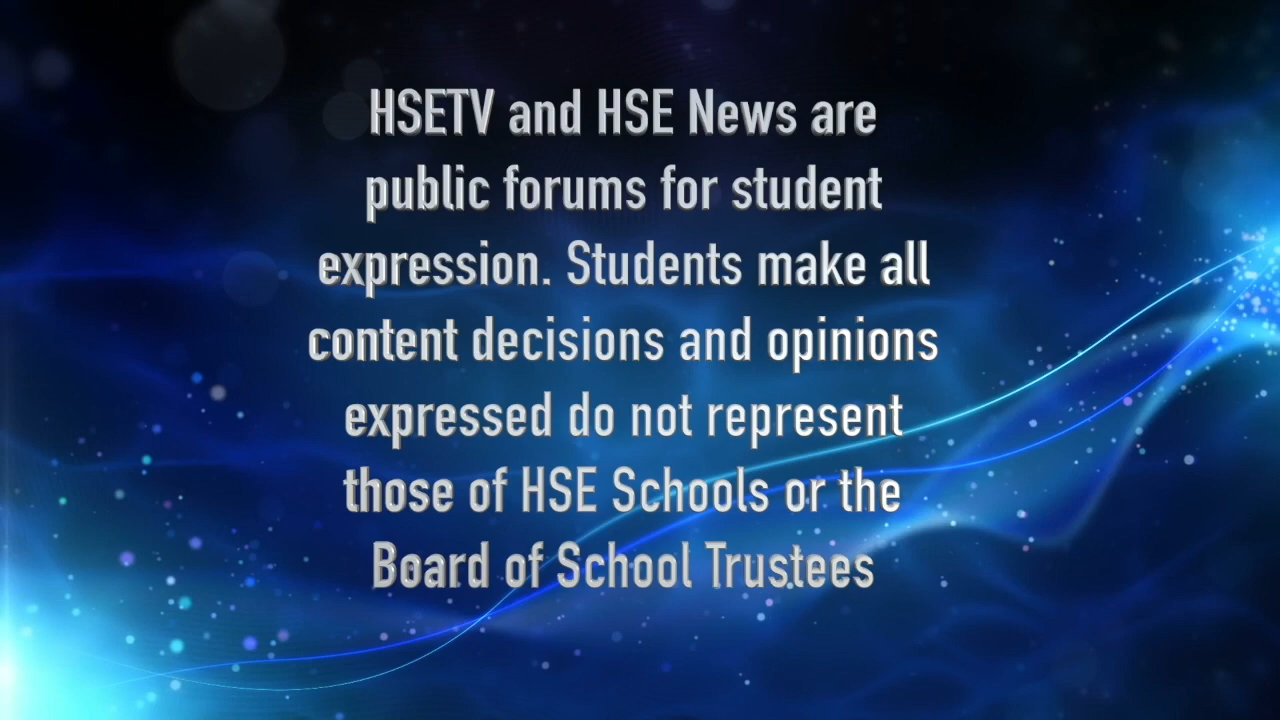 HSETV and HSE News are
public forums for student
expression. Students make all
content decisions and opinions
expressed do not represent
those of HSE Schools or the
Board of School Trustees